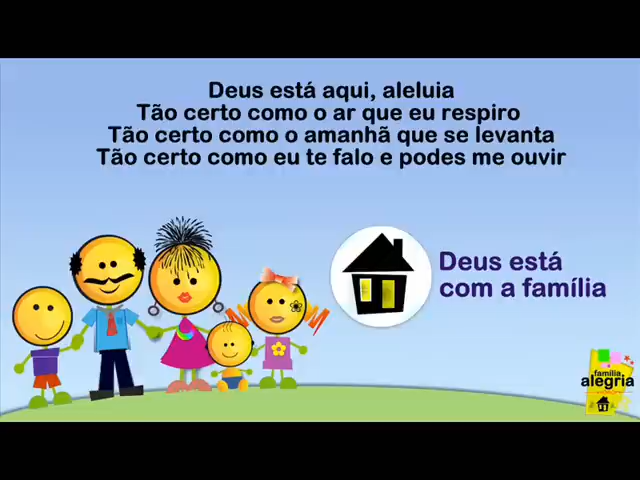 Deus está aqui, aleluia
Tão certo como o ar que eu respiro
Tão certo como o amanhã que se levanta
Tão certo como eu te falo e podes me ouvir
Deus está
com a família
família
alegria